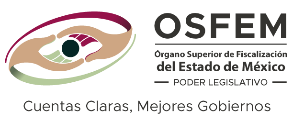 OSFEM
Órgano Superior de Fiscalización
del Estado de México
PODER LEGISLATIVO
Cuentas Claras, Mejores Gobiernos